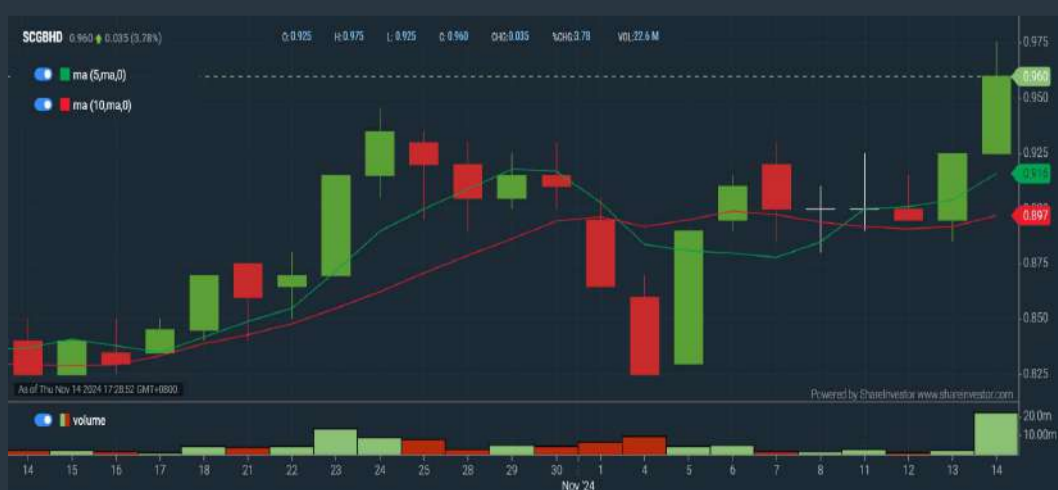 SCGBHD 0.960 0.035 (3.78%) O: 0.925 H: 0.975 L: 0.925 C: 0.960 CHG: 0.035 %CHG: 3.78 VOL: 22.6 M
ma (5,ma,0)
ma (10,ma,0)
0.975
0.960
0.950
0.925
0.916
0.897
0.875
0.850
0.825
As of Thu Nov 14 2024 17:28:52 GMT+0800
Powered by ShareInvestor www.shareinvestor.com
volume
20.0m
10.00m
14 15 16 17 18 21 22 23 24 25 28 29 30 1 4 5 6 7 8 11 12 13 14
Nov '24